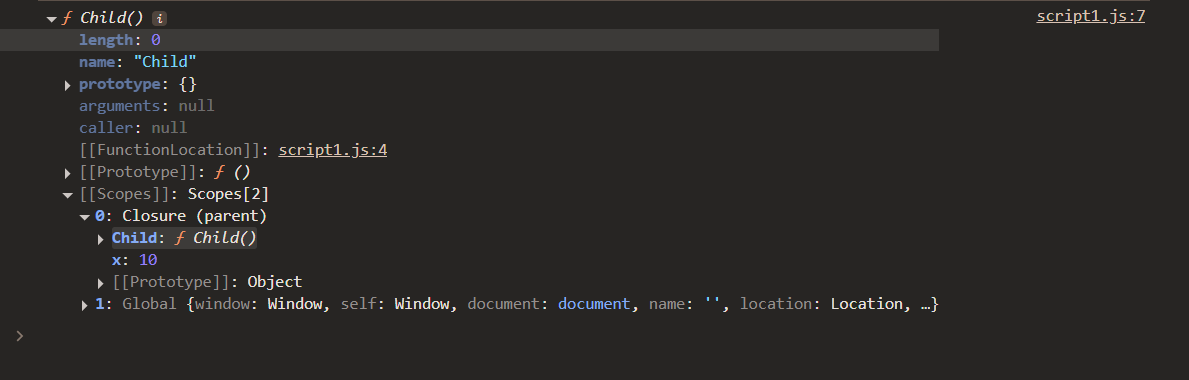 ▼ƒ Child() i script1.js:7
length: 0
name: "Child"
▶ prototype: {}
arguments: null
caller: null
[[FunctionLocation]]: script1.js:4
▶ [[Prototype]]: ƒ ()
▼ [[Scopes]]: Scopes[2]
▼ 0: Closure (parent)
▶ Child: ƒ Child()
x: 10
▶ [[Prototype]]: Object
▶ 1: Global {window: Window, self: Window, document: document, name: '', location: Location, …}
>